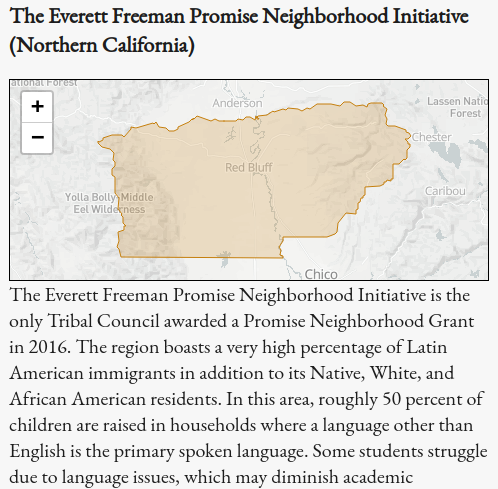 The Everett Freeman Promise Neighborhood Initiative
(Northern California)
ational Forest
+
−
Anderson
Lassen Natio
Forest
Chester
Red Bluff
Yolla Bolly-Middle
Eel Wilderness
Caribou
Chico
The Everett Freeman Promise Neighborhood Initiative is the
only Tribal Council awarded a Promise Neighborhood Grant
in 2016. The region boasts a very high percentage of Latin
American immigrants in addition to its Native, White, and
African American residents. In this area, roughly 50 percent of
children are raised in households where a language other than
English is the primary spoken language. Some students struggle
due to language issues, which may diminish academic